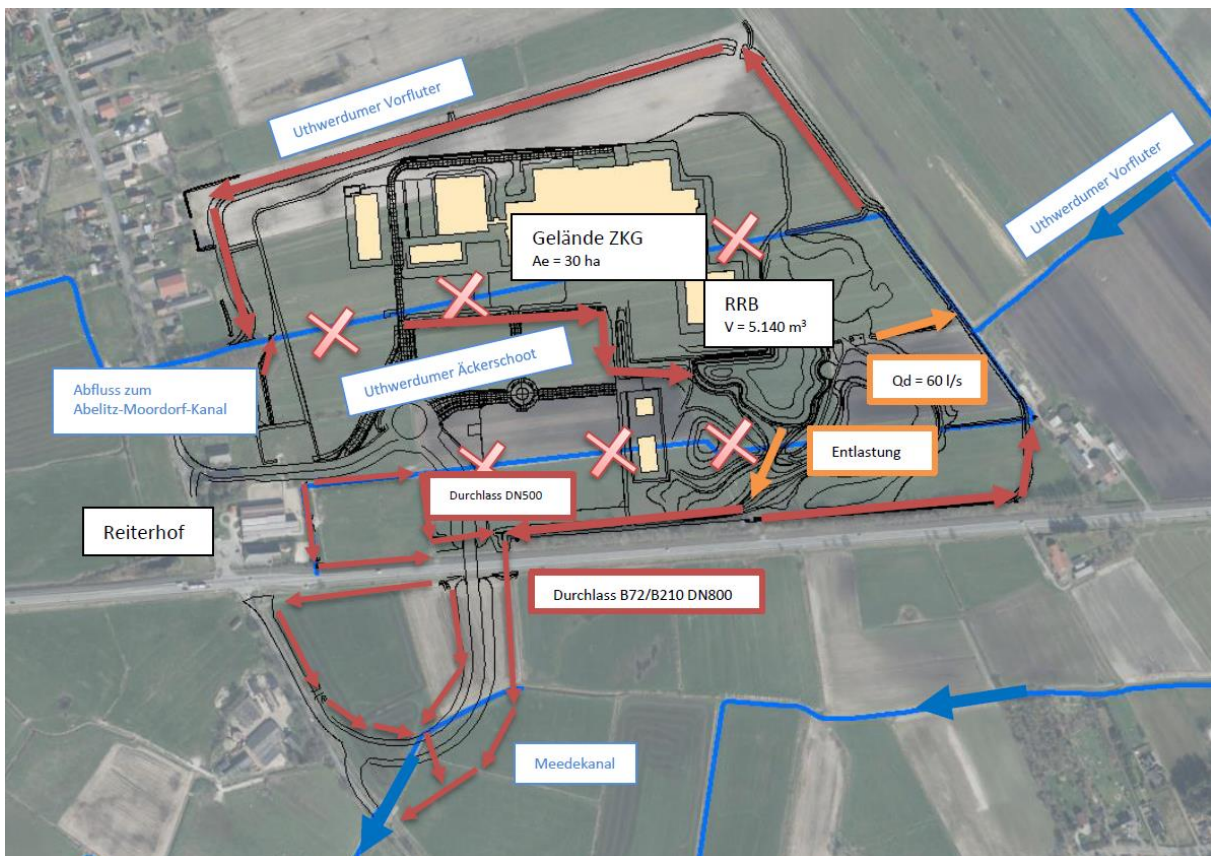 Uthwerdumer Vorfluter
Uthwerdumer Vorfluter
Gelände ZKG
Ae = 30 ha
RRB
V = 5.140 m³
Uthwerdumer Äckerschoot
Abfluss zum
Abelitz-Moordorf-Kanal
Qd = 60 l/s
Entlastung
Durchlass DN500
Reiterhof
Durchlass B72/B210 DN800
Meedekanal